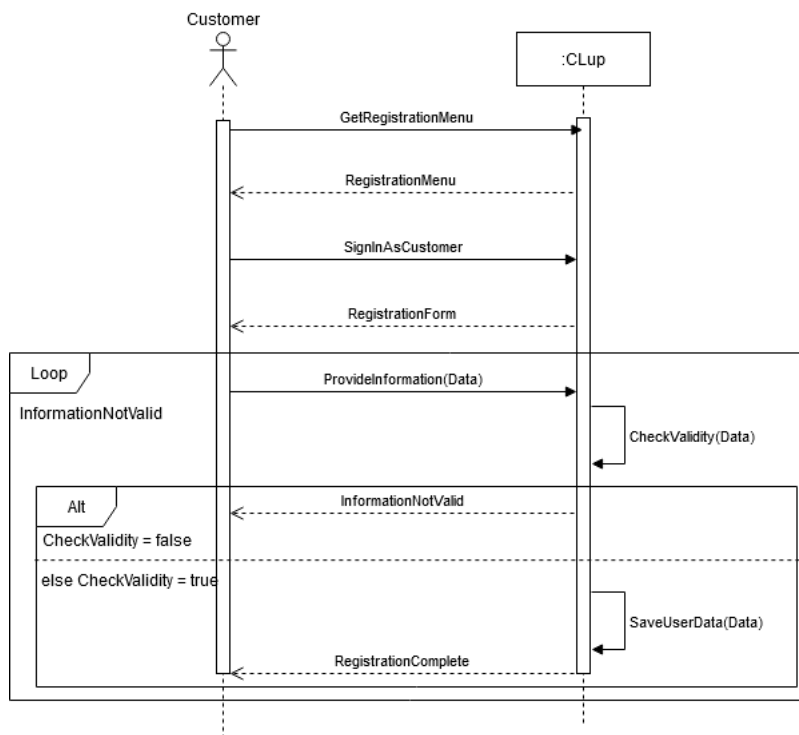 Customer
:CLup
GetRegistrationMenu
RegistrationMenu
SignInAsCustomer
RegistrationForm
Loop
ProvideInformation(Data)
InformationNotValid
CheckValidity(Data)
Alt
InformationNotValid
CheckValidity = false
else CheckValidity = true
SaveUserData(Data)
RegistrationComplete